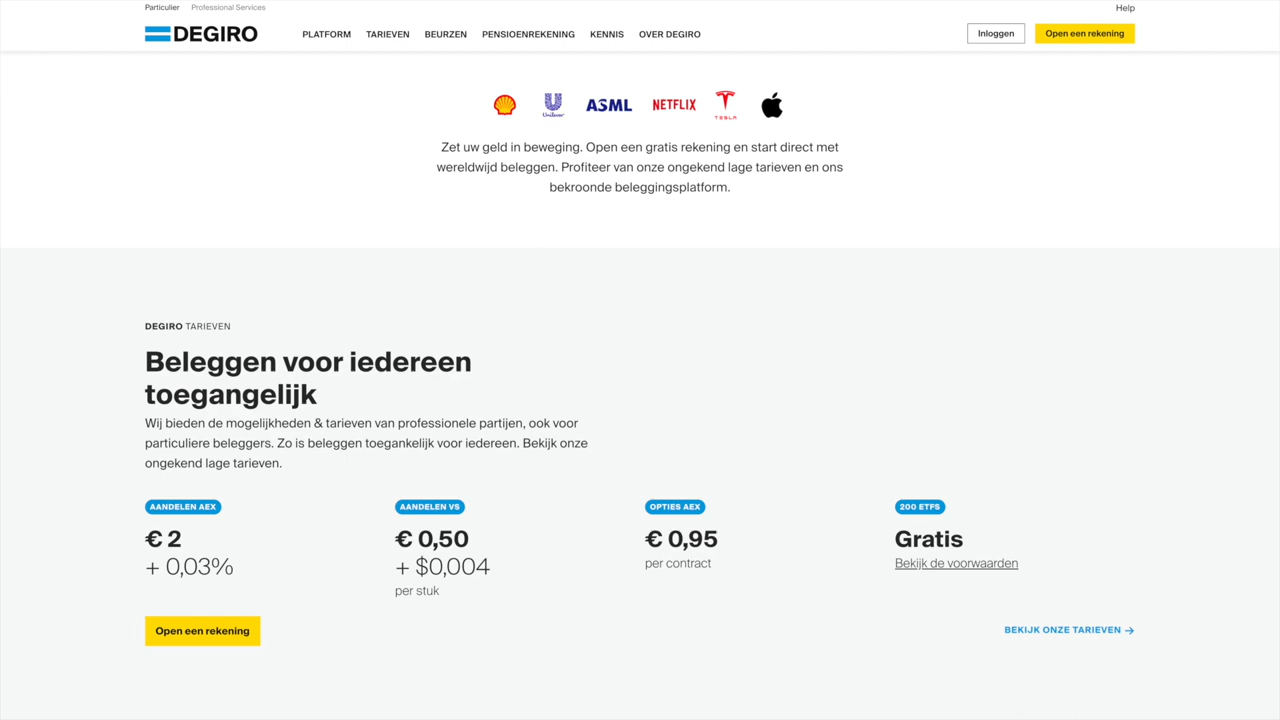 Particulier Professional Services Help
DEGIRO PLATFORM TARIEVEN BEURZEN PENSIOENREKENING KENNIS OVER DEGIRO Inloggen Open een rekening
Unilever ASML NETFLIX TESLA
Zet uw geld in beweging. Open een gratis rekening en start direct met
wereldwijd beleggen. Profiteer van onze ongekend lage tarieven en ons
bekroonde beleggingsplatform.
DEGIRO TARIEVEN
Beleggen voor iedereen
toegangelijk
Wij bieden de mogelijkheden & tarieven van professionele partijen, ook voor
particuliere beleggers. Zo is beleggen toegankelijk voor iedereen. Bekijk onze
ongekend lage tarieven.
AANDELEN AEX AANDELEN VS OPTIES AEX 200 ETFS
€ 2 € 0,50 € 0,95 Gratis
+ 0,03% + $0,004 per contract Bekijk de voorwaarden
per stuk
Open een rekening BEKIJK ONZE TARIEVEN →